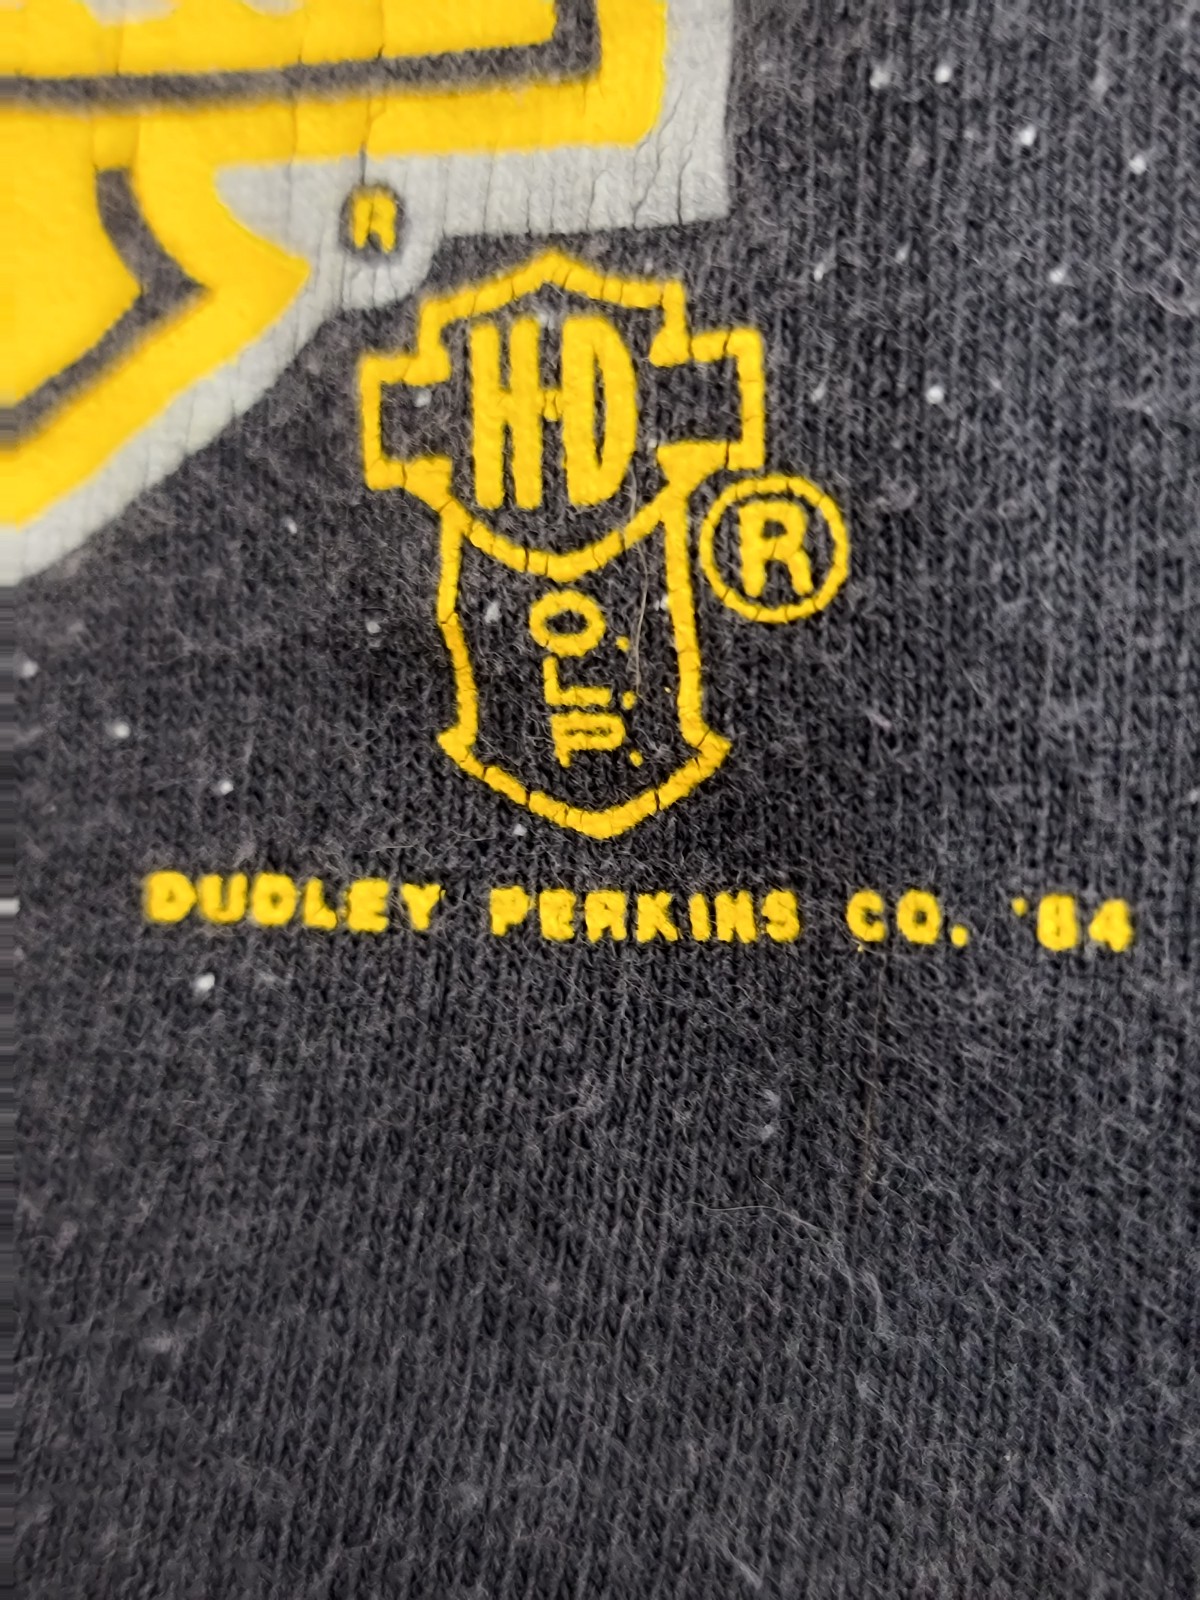 ®
H-D
®
O.L.P.
DUDLEY PERKINS CO. '84